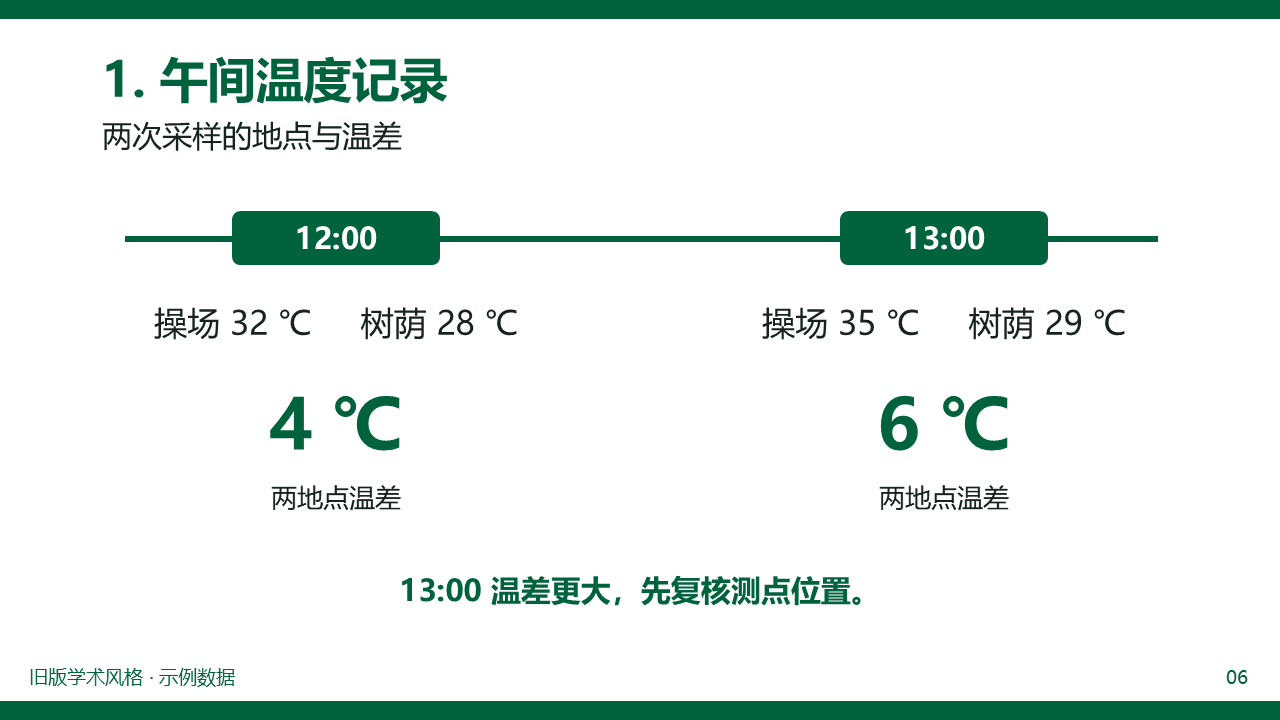 1. 午间温度记录
两次采样的地点与温差
12:00
13:00
操场 32 ℃ 树荫 28 ℃
操场 35 ℃ 树荫 29 ℃
4 ℃
6 ℃
两地点温差
两地点温差
13:00 温差更大，先复核测点位置。
旧版学术风格 · 示例数据
06